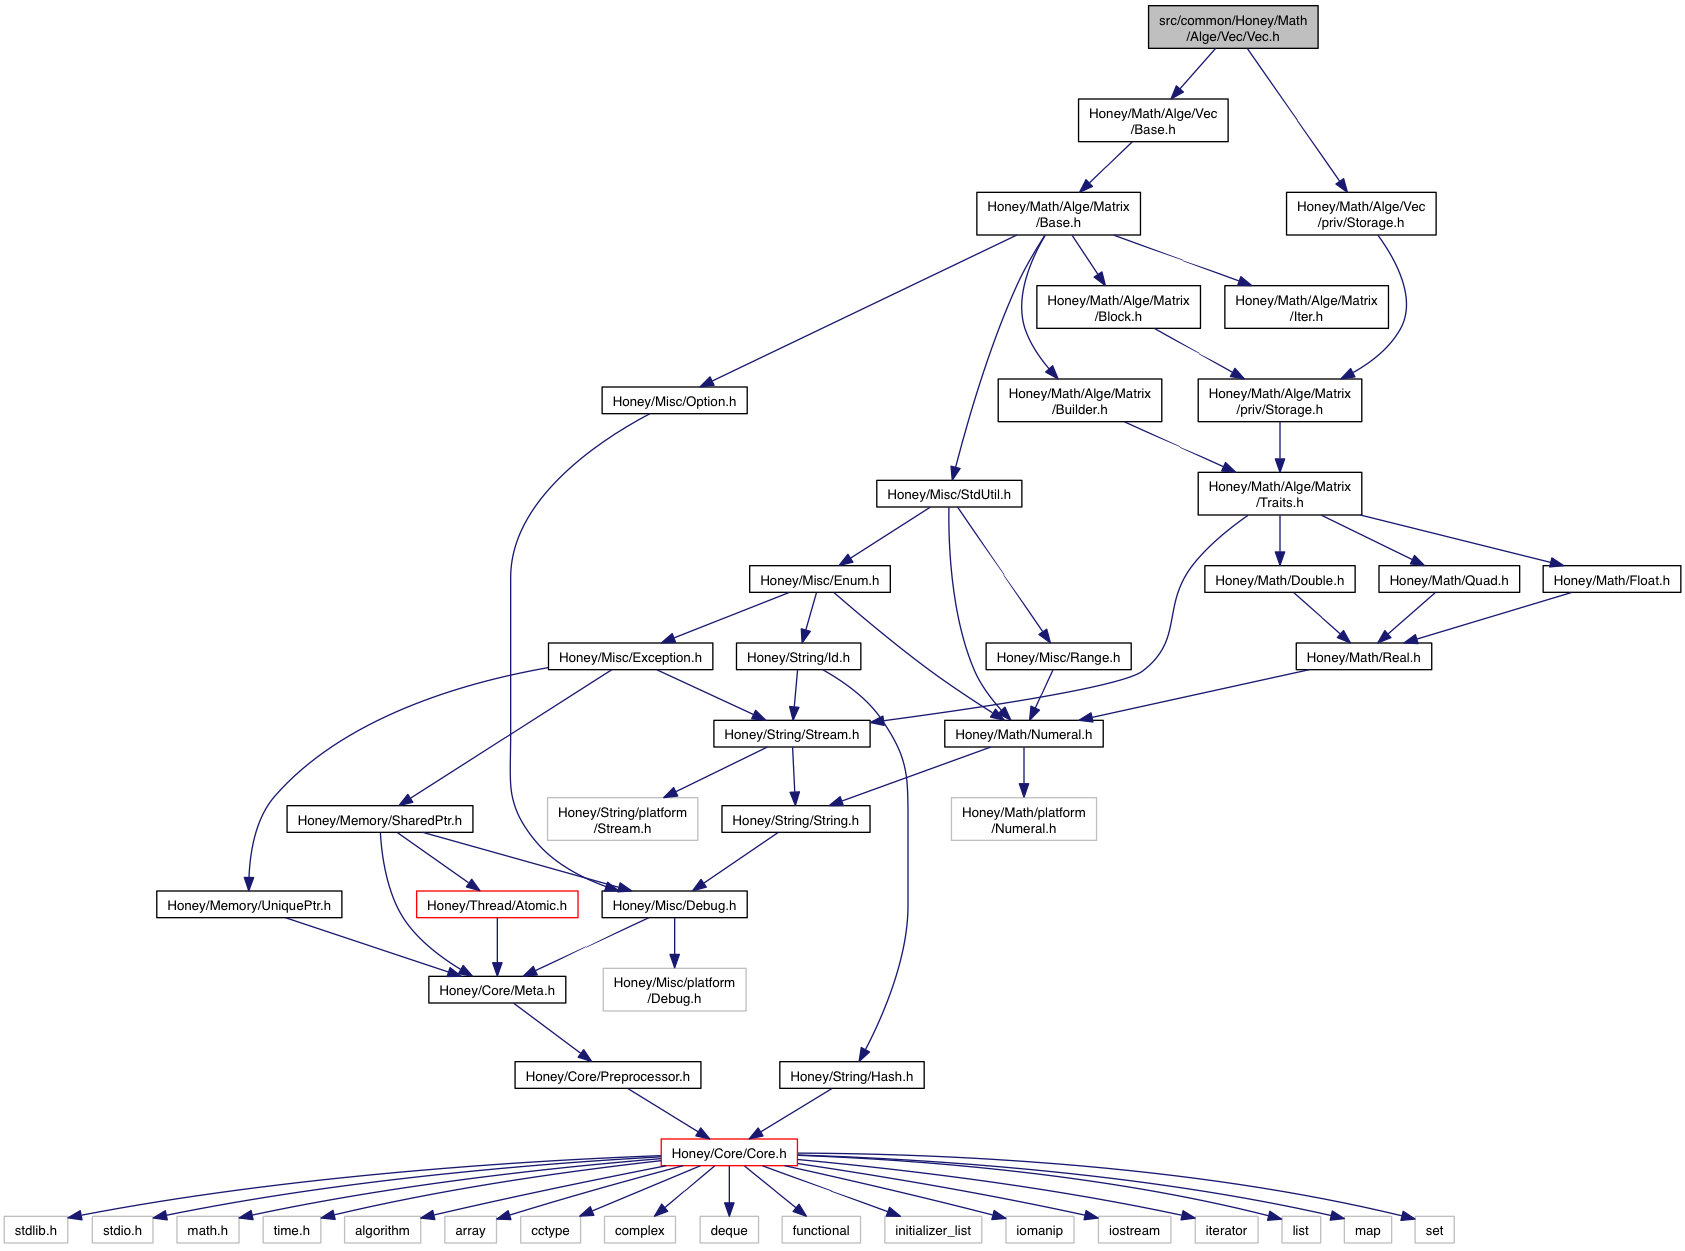 src/common/Honey/Math
/Alge/Vec/Vec.h
Honey/Math/Alge/Vec
/Base.h
Honey/Math/Alge/Matrix
/Base.h
Honey/Math/Alge/Vec
/priv/Storage.h
Honey/Math/Alge/Matrix
/Block.h
Honey/Math/Alge/Matrix
/Iter.h
Honey/Misc/Option.h
Honey/Math/Alge/Matrix
/Builder.h
Honey/Math/Alge/Matrix
/priv/Storage.h
Honey/Misc/StdUtil.h
Honey/Math/Alge/Matrix
/Traits.h
Honey/Misc/Enum.h
Honey/Math/Double.h
Honey/Math/Quad.h
Honey/Math/Float.h
Honey/Misc/Exception.h
Honey/String/Id.h
Honey/Misc/Range.h
Honey/Math/Real.h
Honey/String/Stream.h
Honey/Math/Numeral.h
Honey/Memory/SharedPtr.h
Honey/String/platform
/Stream.h
Honey/String/String.h
Honey/Math/platform
/Numeral.h
Honey/Memory/UniquePtr.h
Honey/Thread/Atomic.h
Honey/Misc/Debug.h
Honey/Core/Meta.h
Honey/Misc/platform
/Debug.h
Honey/Core/Preprocessor.h
Honey/String/Hash.h
Honey/Core/Core.h
stdlib.h
stdio.h
math.h
time.h
algorithm
array
cctype
complex
deque
functional
initializer_list
iomanip
iostream
iterator
list
map
set